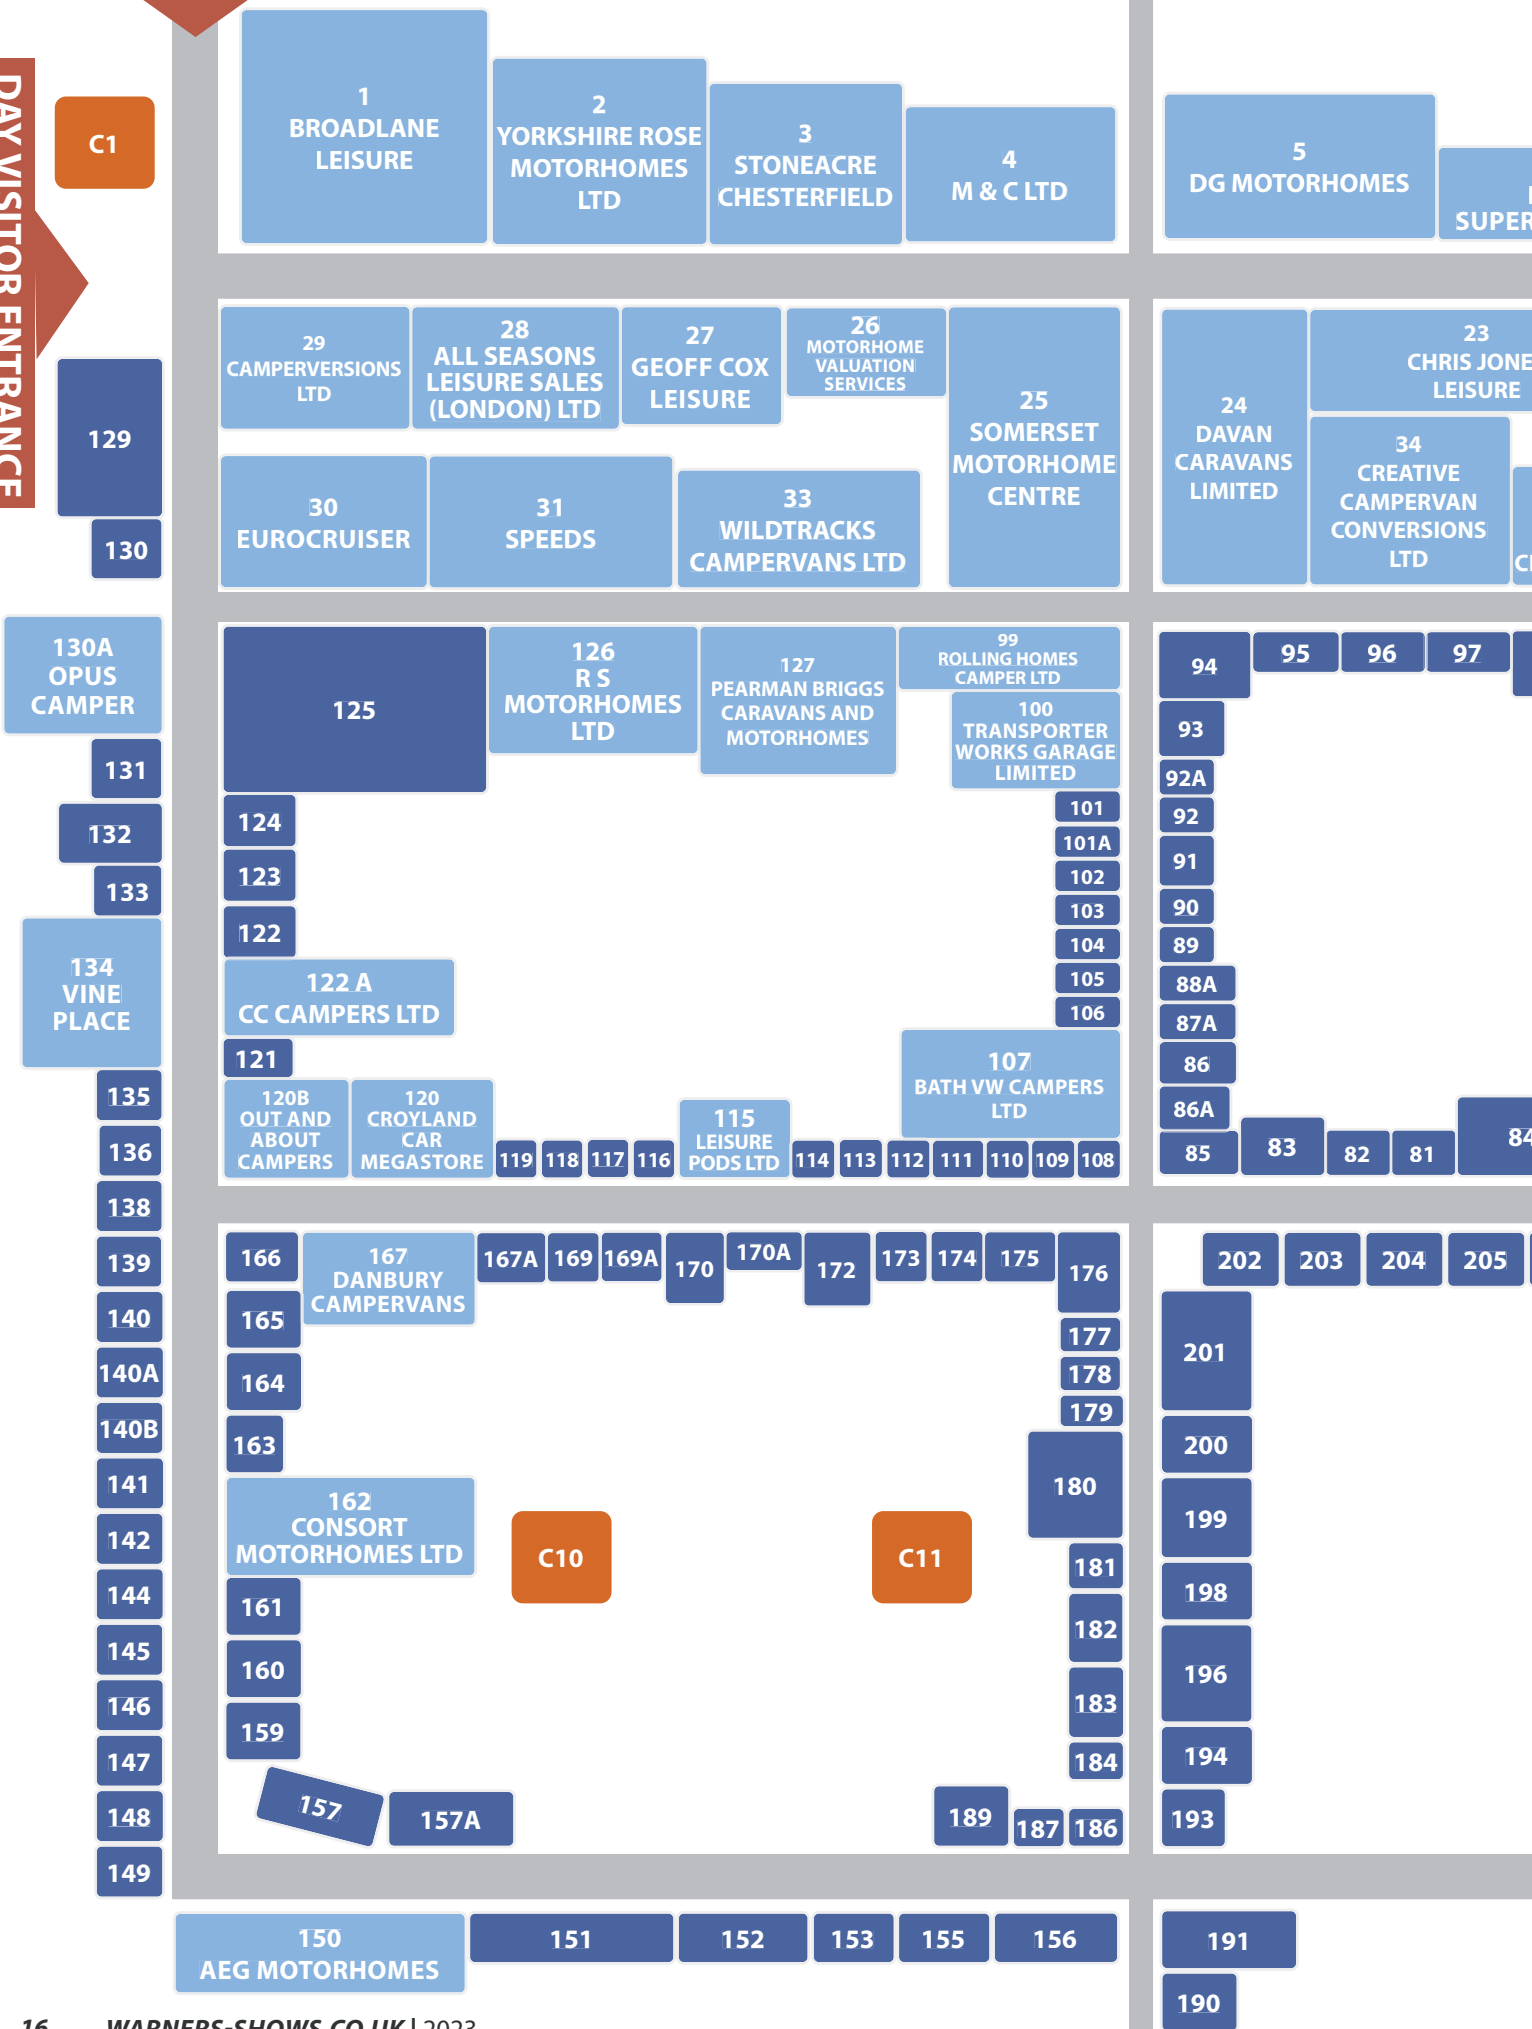 DAY VISITOR ENTRANCE
C1
1
BROADLANE
LEISURE
2
YORKSHIRE ROSE
MOTORHOMES
LTD
3
STONEACRE
CHESTERFIELD
4
M & C LTD
5
DG MOTORHOMES
SUPER
29
CAMPERVERSIONS
LTD
28
ALL SEASONS
LEISURE SALES
(LONDON) LTD
27
GEOFF COX
LEISURE
26
MOTORHOME
VALUATION
SERVICES
25
SOMERSET
MOTORHOME
CENTRE
24
DAVAN
CARAVANS
LIMITED
23
CHRIS JONE
LEISURE
34
CREATIVE
CAMPERVAN
CONVERSIONS
LTD
30
EUROCRUISER
31
SPEEDS
33
WILDTRACKS
CAMPERVANS LTD
129
130
130A
OPUS
CAMPER
131
132
133
134
VINE
PLACE
135
136
138
139
140
140A
140B
141
142
144
145
146
147
148
149
125
126
R S
MOTORHOMES
LTD
127
PEARMAN BRIGGS
CARAVANS AND
MOTORHOMES
99
ROLLING HOMES
CAMPER LTD
100
TRANSPORTER
WORKS GARAGE
LIMITED
101
101A
102
103
104
105
106
107
BATH VW CAMPERS
LTD
124
123
122
122 A
CC CAMPERS LTD
121
120B
OUT AND
ABOUT
CAMPERS
120
CROYLAND
CAR
MEGASTORE
119
118
117
116
115
LEISURE
PODS LTD
114
113
112
111
110
109
108
94
95
96
97
93
92A
92
91
90
89
88A
87A
86
86A
85
83
82
81
84
166
167
DANBURY
CAMPERVANS
167A
169
169A
170
170A
172
173
174
175
176
165
164
163
162
CONSORT
MOTORHOMES LTD
161
160
159
157
157A
C10
C11
177
178
179
180
181
182
183
184
189
187
186
202
203
204
205
201
200
199
198
196
194
193
150
AEG MOTORHOMES
151
152
153
155
156
191
190
16 WARNERS-SHOWS.CO.UK | 2023